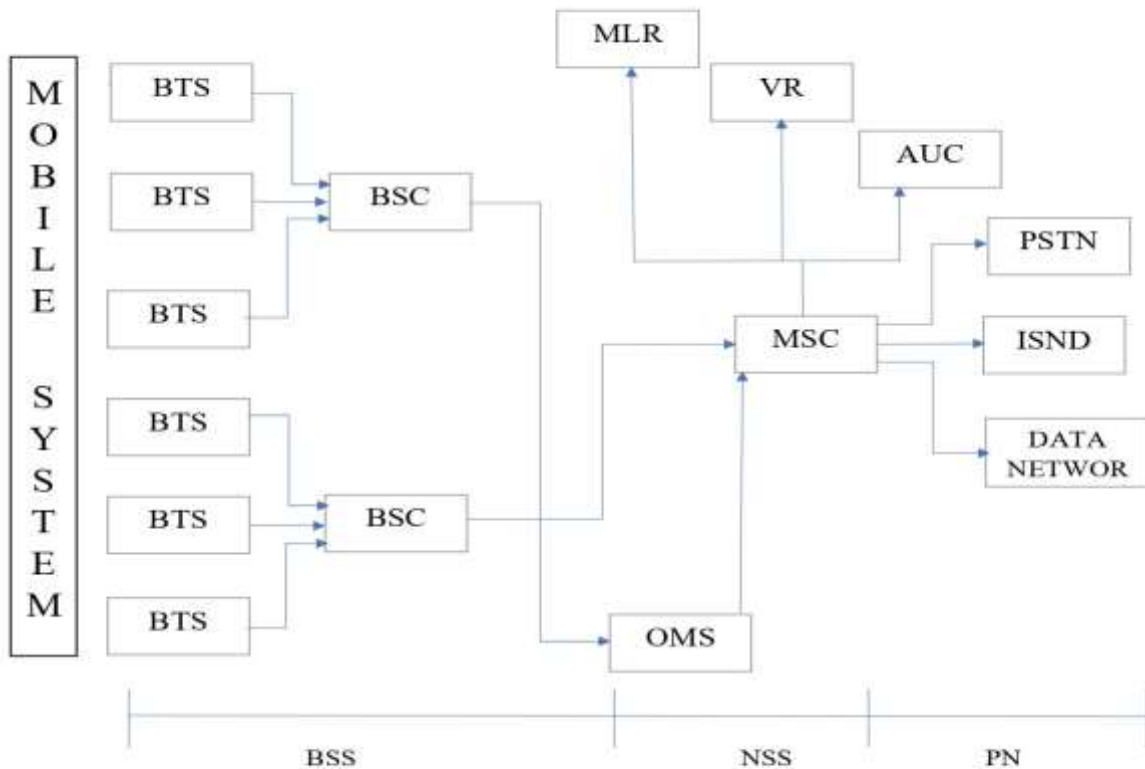 MOBILE SYSTEM
BTS
BTS
BTS
BTS
BTS
BTS
BSC
BSC
MLR
VR
AUC
MSC
OMS
PSTN
ISND
DATA
NETWOR
BSS
NSS
PN